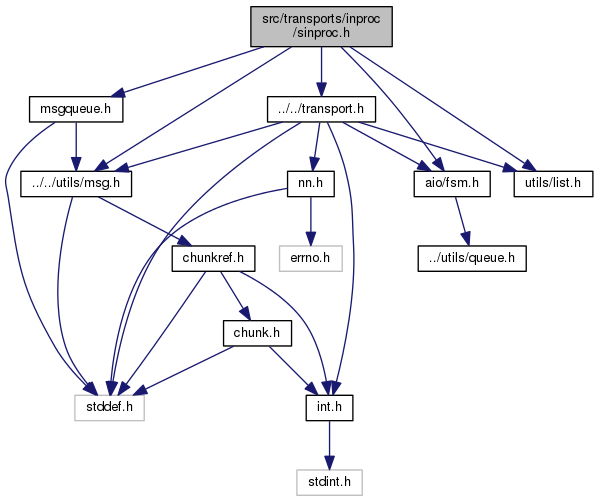 src/transports/inproc
/sinproc.h
msgqueue.h
../../transport.h
../../utils/msg.h
nn.h
aio/fsm.h
utils/list.h
chunkref.h
errno.h
../utils/queue.h
chunk.h
stddef.h
int.h
stdint.h